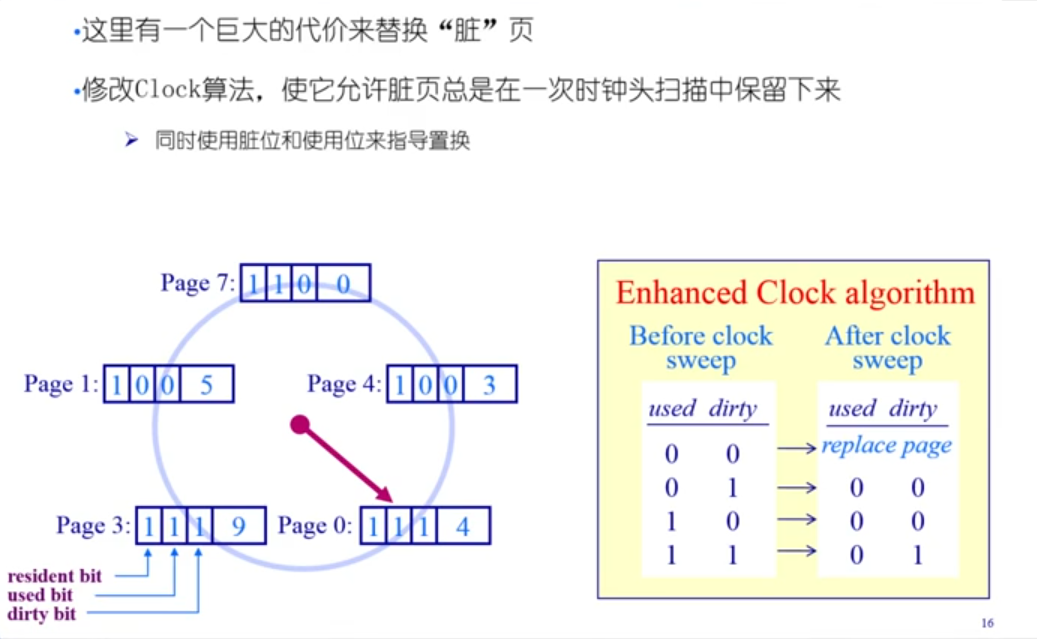 •这里有一个巨大的代价来替换“脏”页
•修改Clock算法，使它允许脏页总是在一次时钟头扫描中保留下来
➢ 同时使用脏位和使用位来指导置换
Page 7: 1 1 0 0
Page 1: 1 0 0 5
Page 4: 1 0 0 3
Page 3: 1 1 1 9
Page 0: 1 1 1 4
resident bit
used bit
dirty bit
Enhanced Clock algorithm
Before clock sweep
After clock sweep
used dirty
used dirty
0 0 → replace page
0 1 → 0 0
1 0 → 0 0
1 1 → 0 1
16